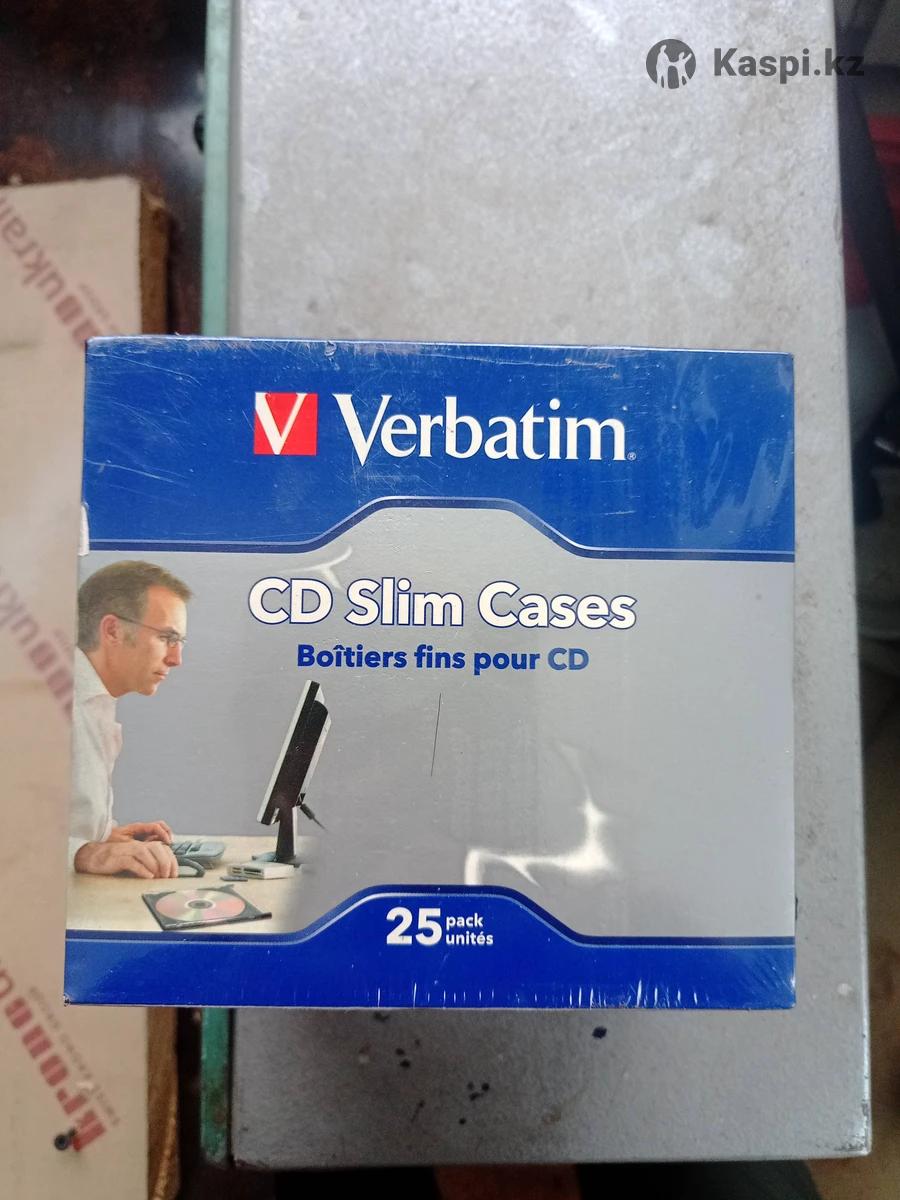 Kaspi.kz
V Verbatim®
CD Slim Cases
Boîtiers fins pour CD
25 pack
unités